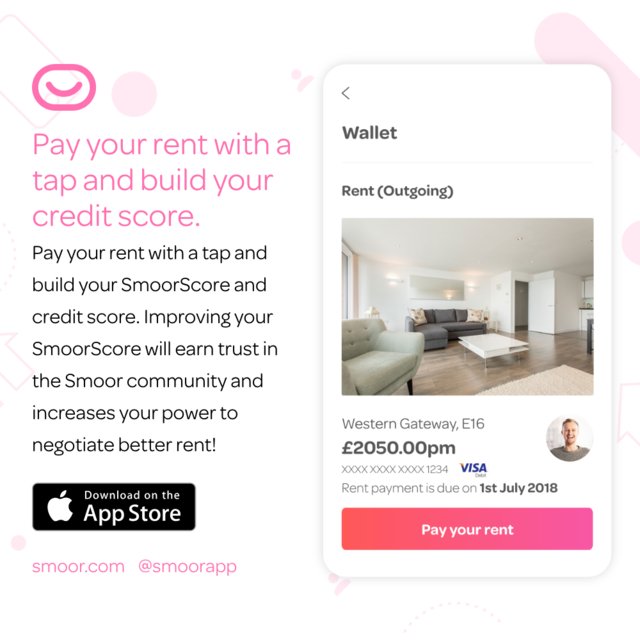 Pay your rent with a
tap and build your
credit score.
Pay your rent with a tap and
build your SmoorScore and
credit score. Improving your
SmoorScore will earn trust in
the Smoor community and
increases your power to
negotiate better rent!
Download on the
App Store
smoor.com @smoorapp
Wallet
Rent (Outgoing)
Western Gateway, E16
£2050.00pm
XXXX XXXX XXXX 1234 VISA
Debit
Rent payment is due on 1st July 2018
Pay your rent